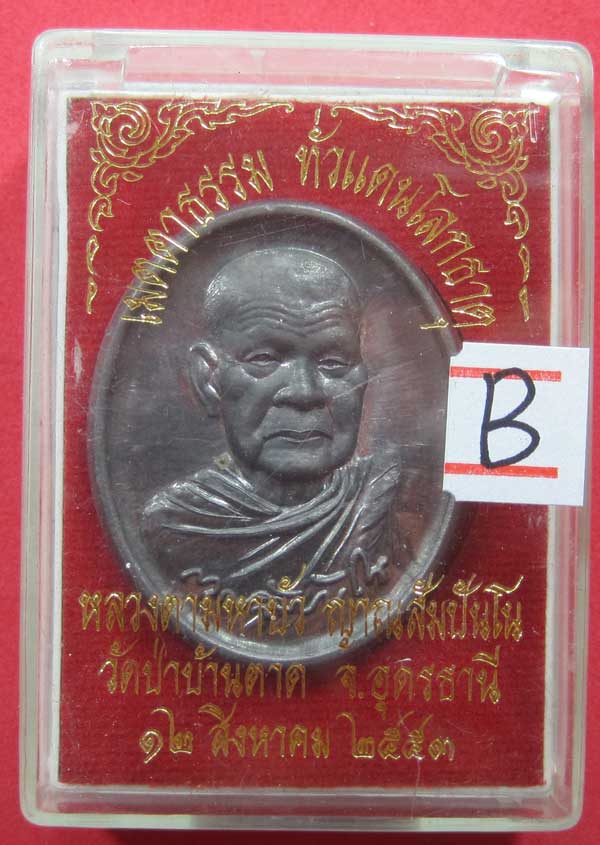 เมตตาธรรม ทั่วแดนโลกธาตุ
B
หลวงตามหาบัว ญาณสัมปันโน
วัดป่าบ้านตาด จ.อุดรธานี
๑๒ สิงหาคม ๒๕๕๓